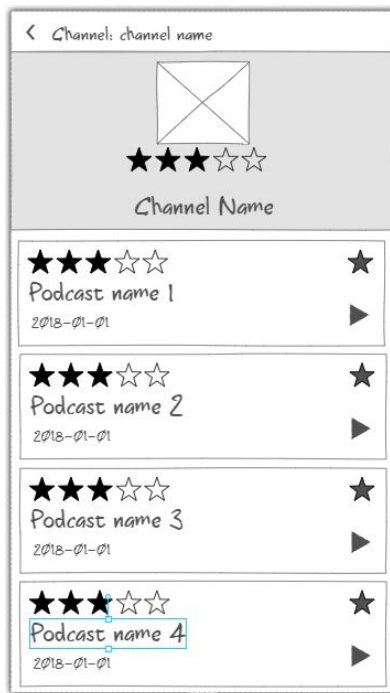 Channel: channel name
Channel Name
Podcast name 1
2018-01-01
Podcast name 2
2018-01-01
Podcast name 3
2018-01-01
Podcast name 4
2018-01-01